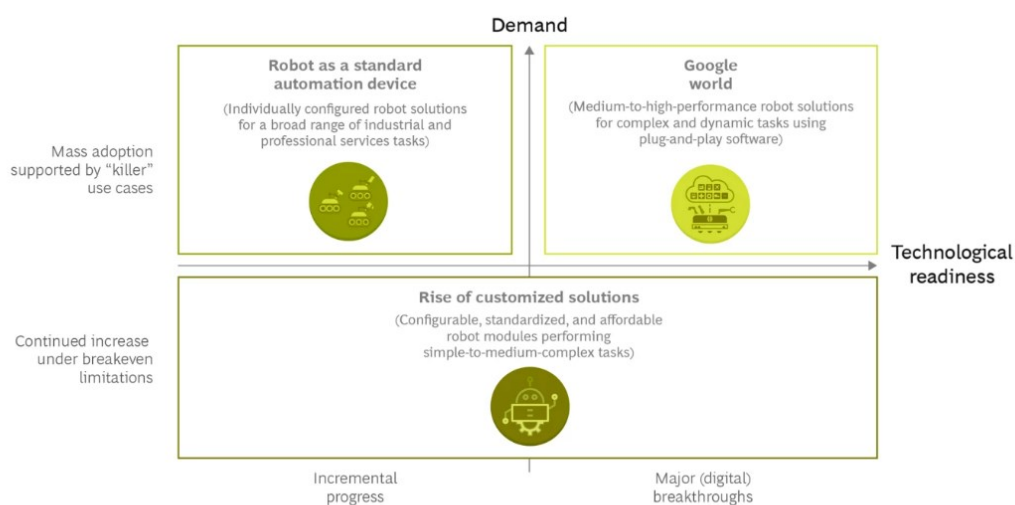 Demand
Robot as a standard
automation device
(Individually configured robot solutions
for a broad range of industrial and
professional services tasks)
Google
world
(Medium-to-high-performance robot solutions
for complex and dynamic tasks using
plug-and-play software)
Mass adoption
supported by “killer”
use cases
Technological
readiness
Rise of customized solutions
(Configurable, standardized, and affordable
robot modules performing
simple-to-medium-complex tasks)
Continued increase
under breakeven
limitations
Incremental
progress
Major (digital)
breakthroughs